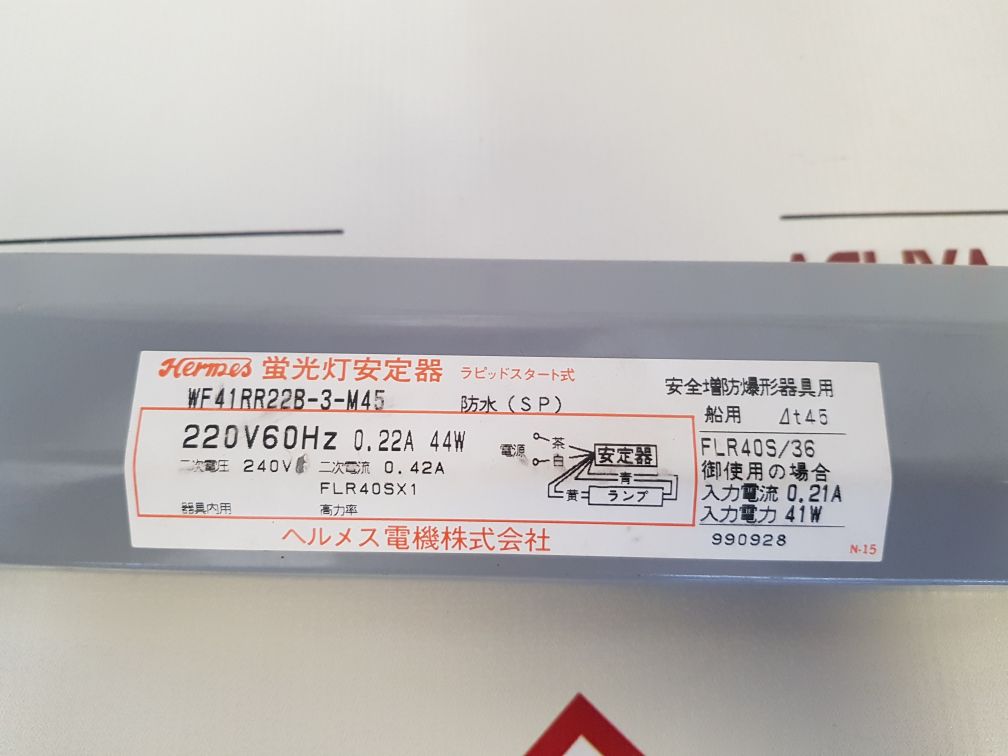 Hermes 蛍光灯安定器 ラピッドスタート式
WF41RR22B-3-M45 防水(SP)
220V60Hz 0.22A 44W
二次電圧 240V 二次電流 0.42A
FLR40SX1
器具内用 高力率
電源 茶 白 安定器
青
黄 ランプ
ヘルメス電機株式会社
安全増防爆形器具用
船用 Δt45
FLR40S/36
御使用の場合
入力電流 0.21A
入力電力 41W
990928
N-15